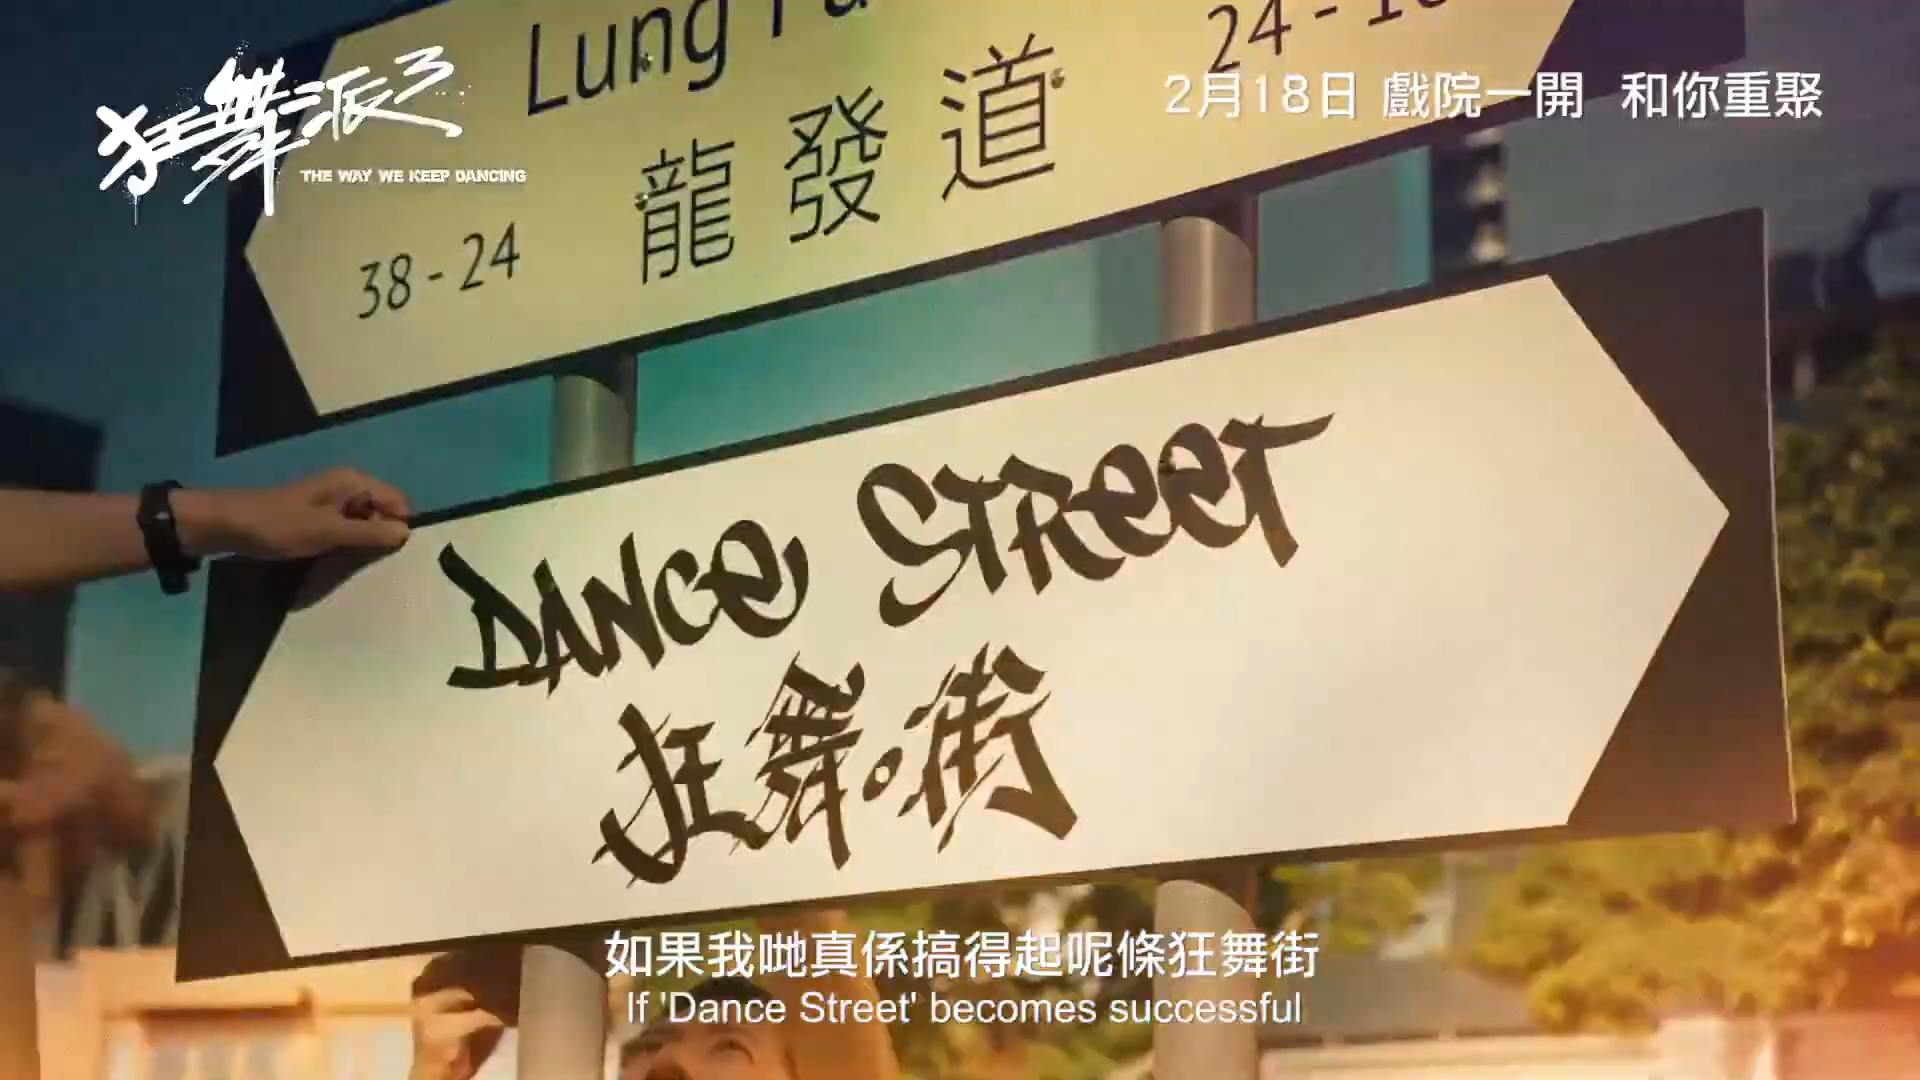 狂舞派3
THE WAY WE KEEP DANCING
2月18日 戲院一開 和你重聚
Lung
24 -
龍發道
38 - 24
DANCE STREET
狂舞·街
如果我哋真係搞得起呢條狂舞街
If 'Dance Street' becomes successful